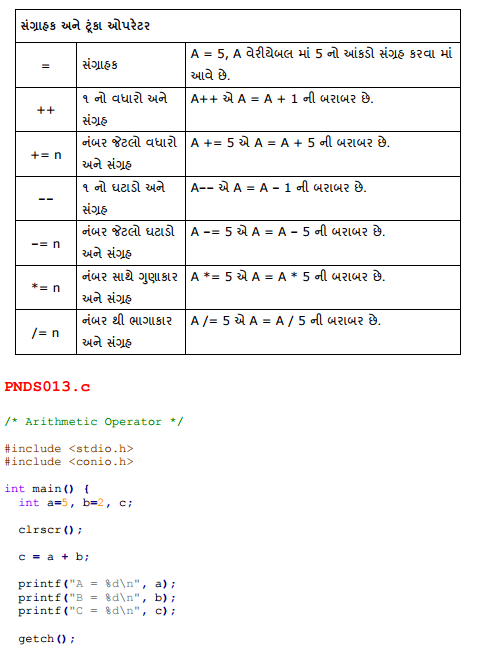 સંગ્રાહક અને ટૂંકા ઓપરેટર
= સંગ્રાહક A = 5, A વેરીયેબલ માં 5 નો આંકડો સંગ્રહ કરવા માં
આવે છે.
++ ૧ નો વધારો અને A++ એ A = A + 1 ની બરાબર છે.
સંગ્રહ
+= n નંબર જેટલો વધારો A += 5 એ A = A + 5 ની બરાબર છે.
અને સંગ્રહ
-- ૧ નો ઘટાડો અને A-- એ A = A - 1 ની બરાબર છે.
સંગ્રહ
-= n નંબર જેટલો ઘટાડો A -= 5 એ A = A - 5 ની બરાબર છે.
અને સંગ્રહ
*= n નંબર સાથે ગુણાકાર A *= 5 એ A = A * 5 ની બરાબર છે.
અને સંગ્રહ
/= n નંબર થી ભાગાકાર A /= 5 એ A = A / 5 ની બરાબર છે.
અને સંગ્રહ
PNDS013.c
/* Arithmetic Operator */
#include <stdio.h>
#include <conio.h>
int main() {
int a=5, b=2, c;
clrscr();
c = a + b;
printf("A = %d\n", a);
printf("B = %d\n", b);
printf("C = %d\n", c);
getch();